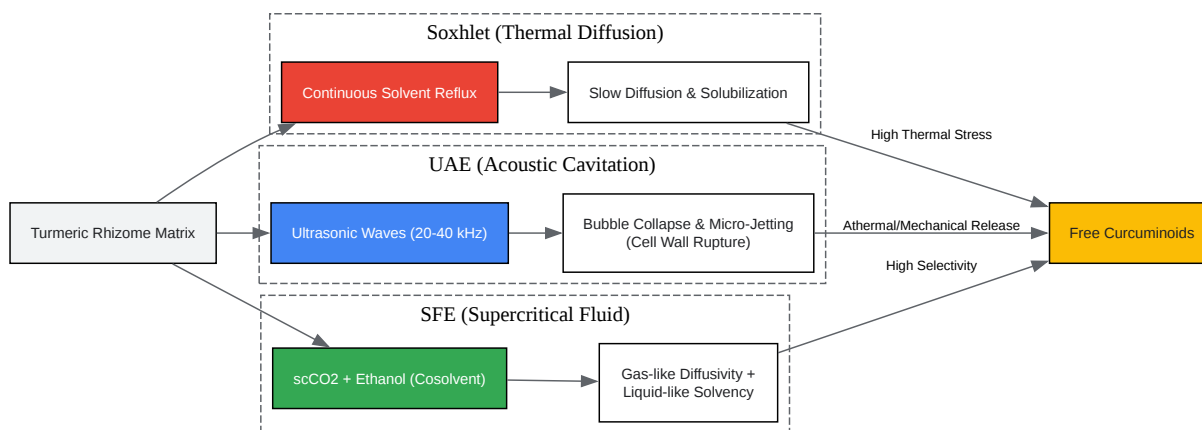 Soxhlet (Thermal Diffusion)
Continuous Solvent Reflux
Slow Diffusion & Solubilization
High Thermal Stress
UAE (Acoustic Cavitation)
Turmeric Rhizome Matrix
Ultrasonic Waves (20-40 kHz)
Bubble Collapse & Micro-Jetting
(Cell Wall Rupture)
Athermal/Mechanical Release
Free Curcuminoids
High Selectivity
SFE (Supercritical Fluid)
scCO2 + Ethanol (Cosolvent)
Gas-like Diffusivity +
Liquid-like Solvency